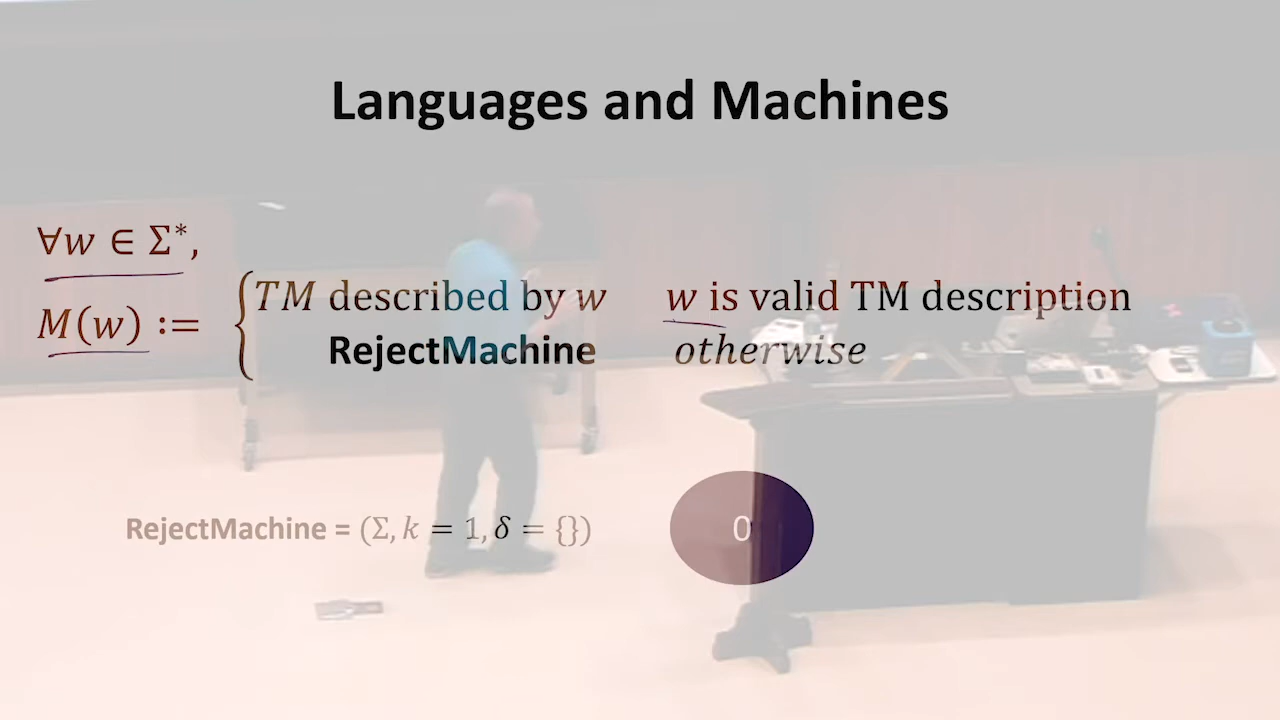 Languages and Machines
∀w ∈ Σ*,
M(w) := { TM described by w    w is valid TM description
RejectMachine    otherwise
RejectMachine = (Σ, k = 1, δ = {})    0